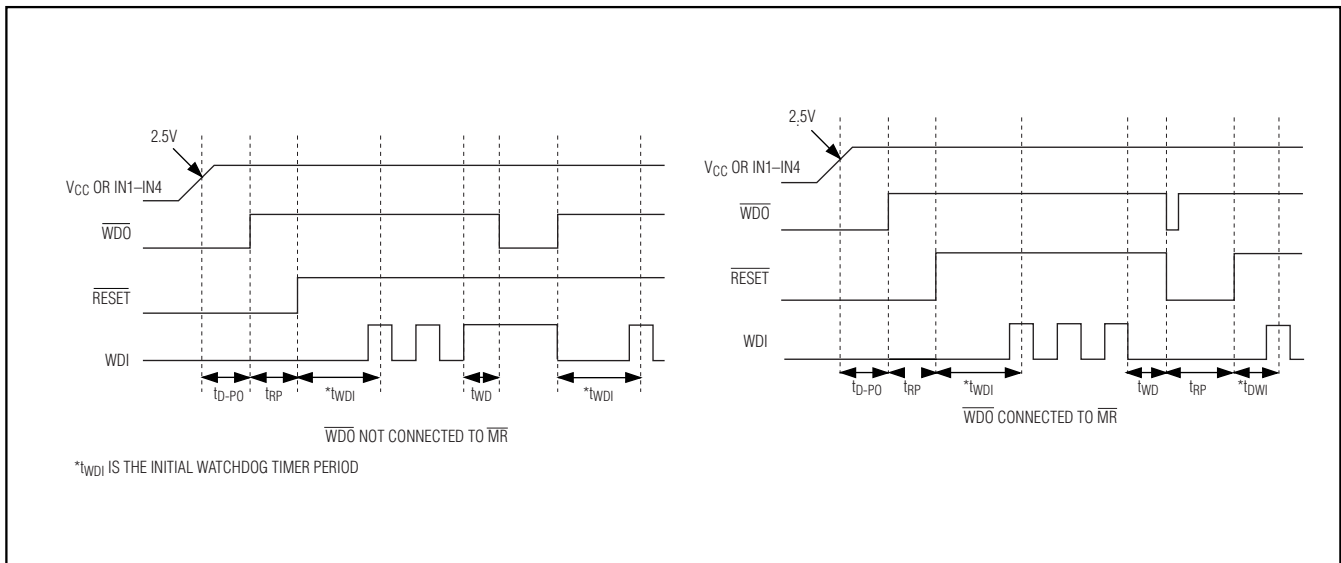 2.5V
VCC OR IN1–IN4
WDO
RESET
WDI
tD-PO tRP *tWDI tWD *tWDI
WDO NOT CONNECTED TO MR
*tWDI IS THE INITIAL WATCHDOG TIMER PERIOD
2.5V
VCC OR IN1–IN4
WDO
RESET
WDI
tD-PO tRP *tWDI tWD tRP *tDWI
WDO CONNECTED TO MR